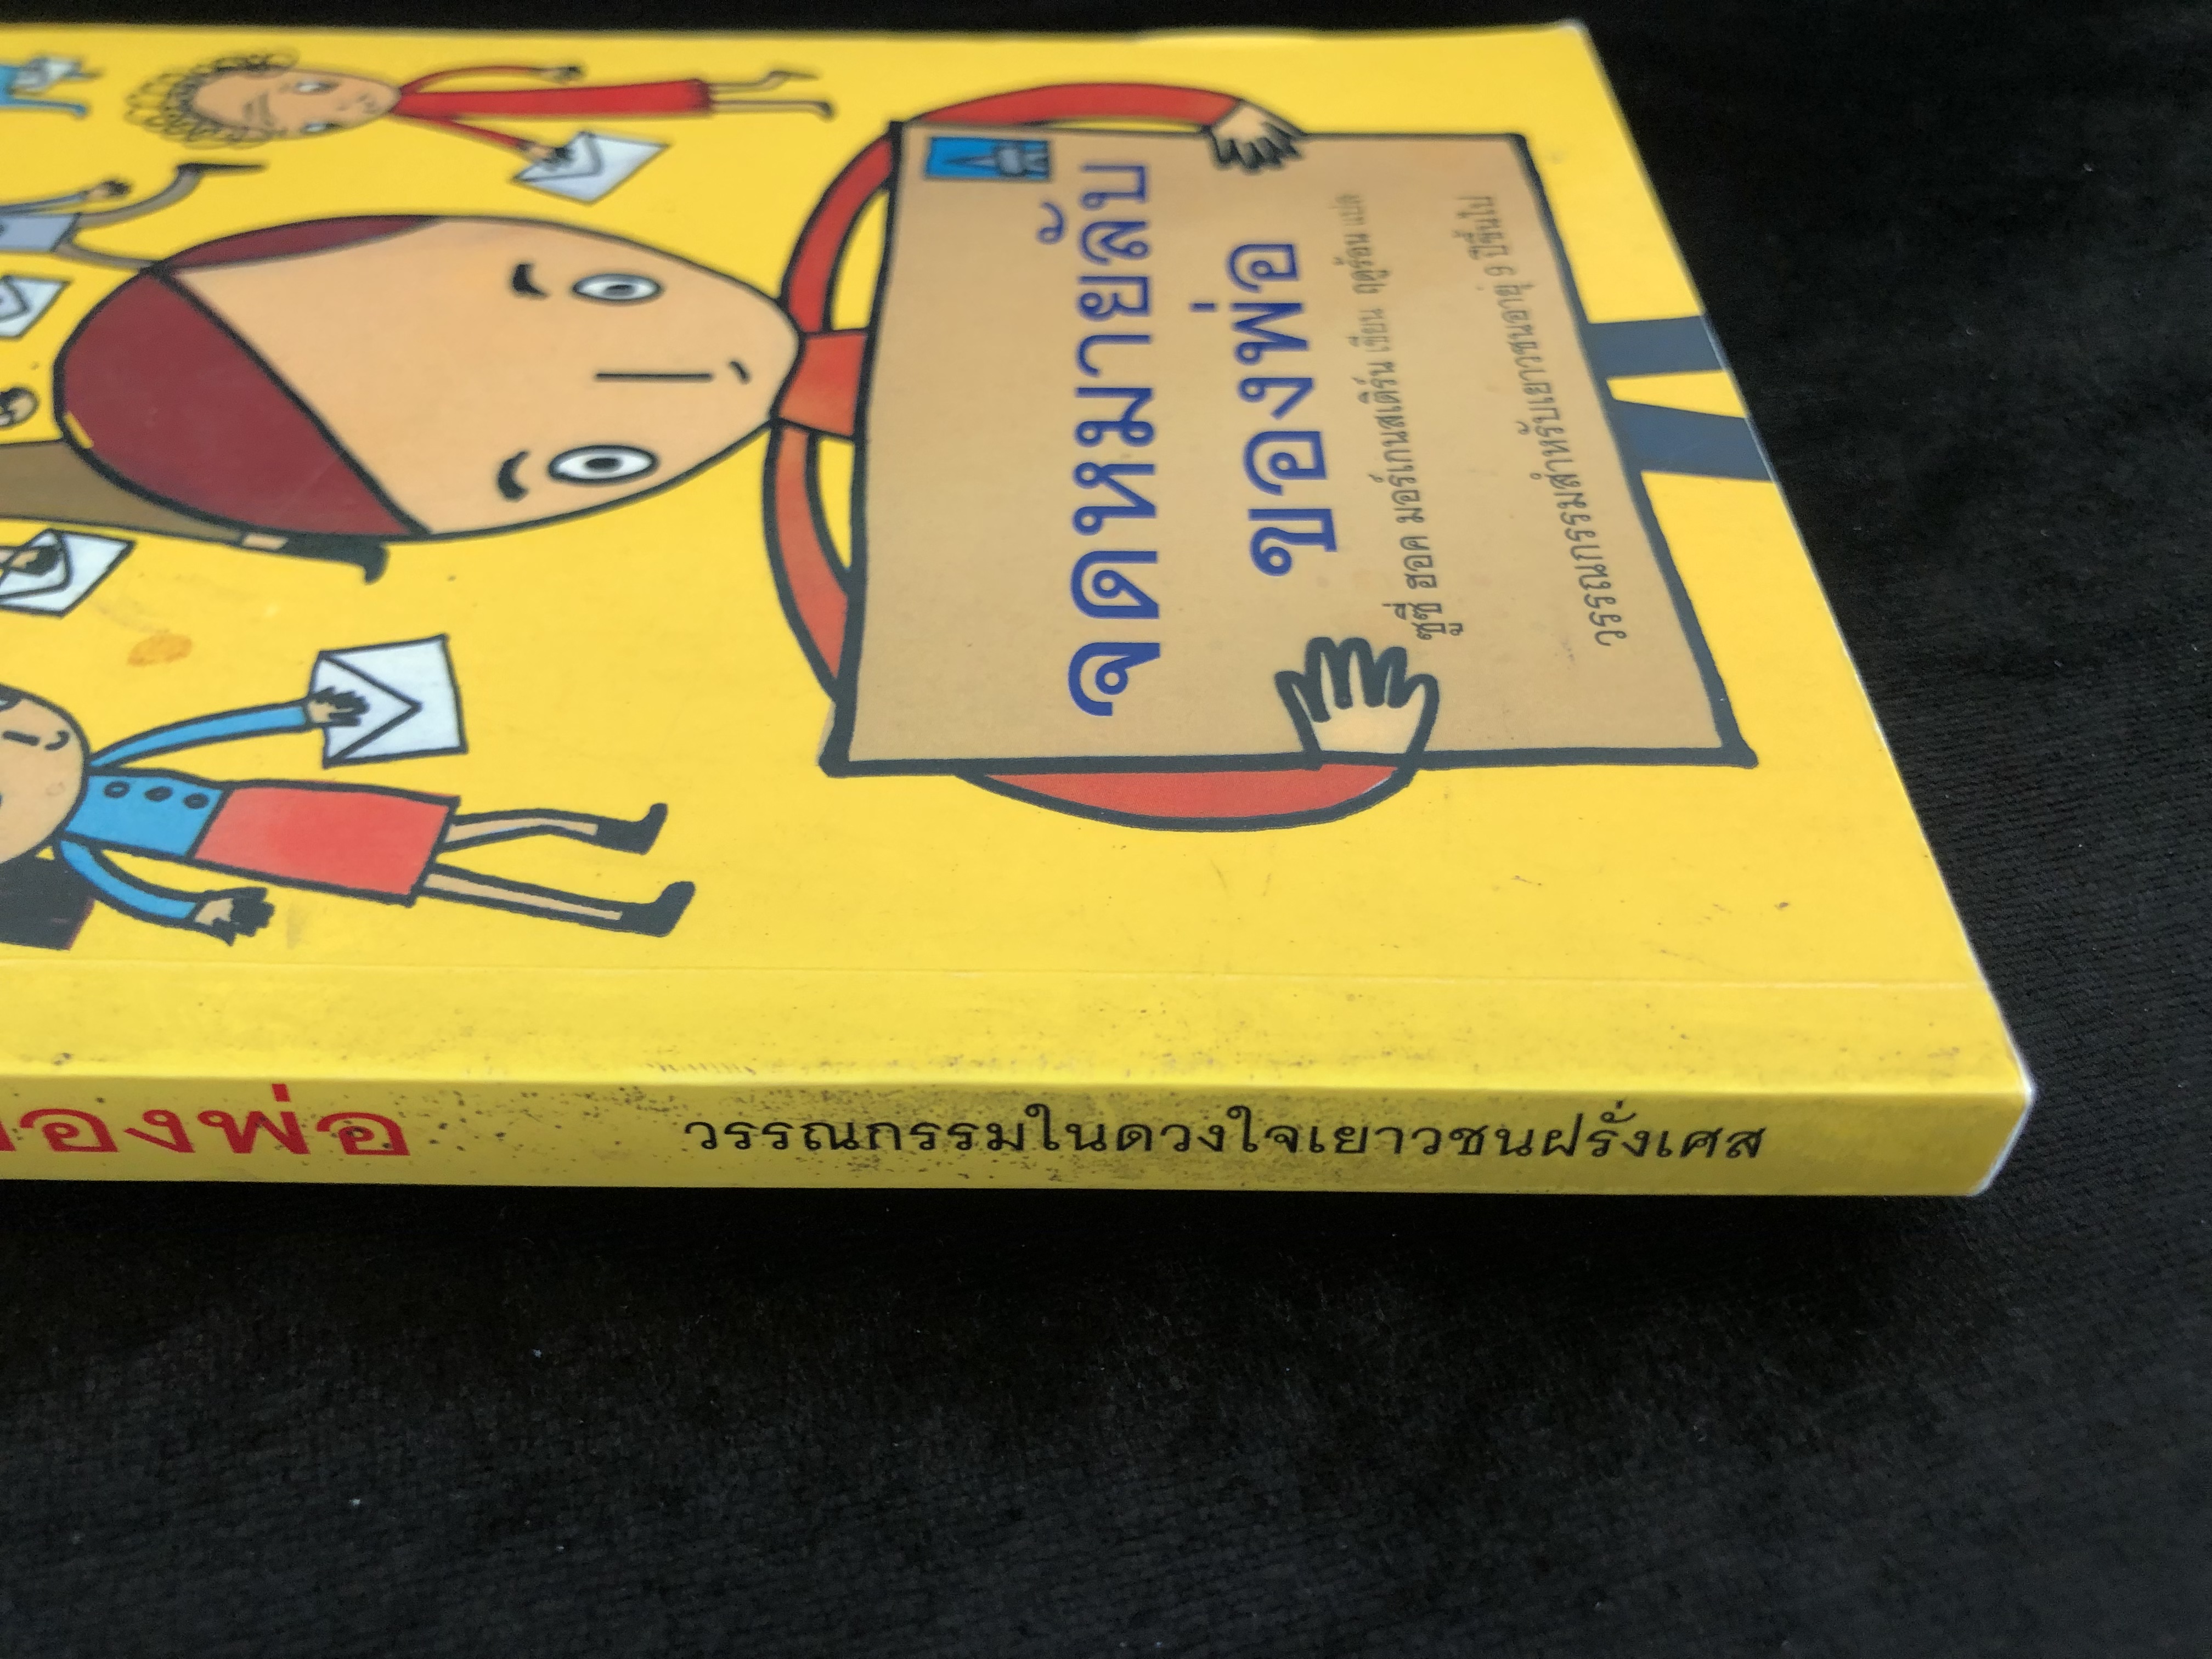 จดหมายลับ
ของพ่อ
ซูซี่ ฮอค มอร์เกนสเติร์น เขียน ฤดูร้อน แปล
วรรณกรรมสำหรับเยาวชนอายุ 9 ปีขึ้นไป
ของพ่อ วรรณกรรมในดวงใจเยาวชนฝรั่งเศส